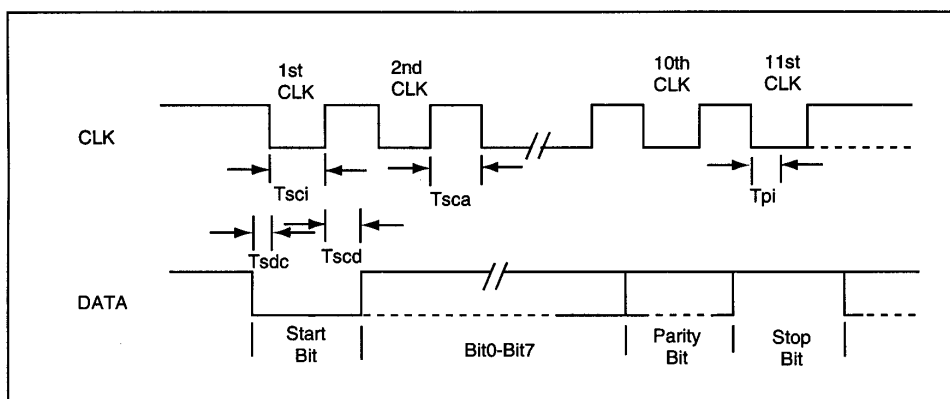 1st
CLK
2nd
CLK
10th
CLK
11st
CLK
CLK
Tsci
Tsca
Tpi
Tsdc
Tscd
DATA
Start
Bit
Bit0-Bit7
Parity
Bit
Stop
Bit